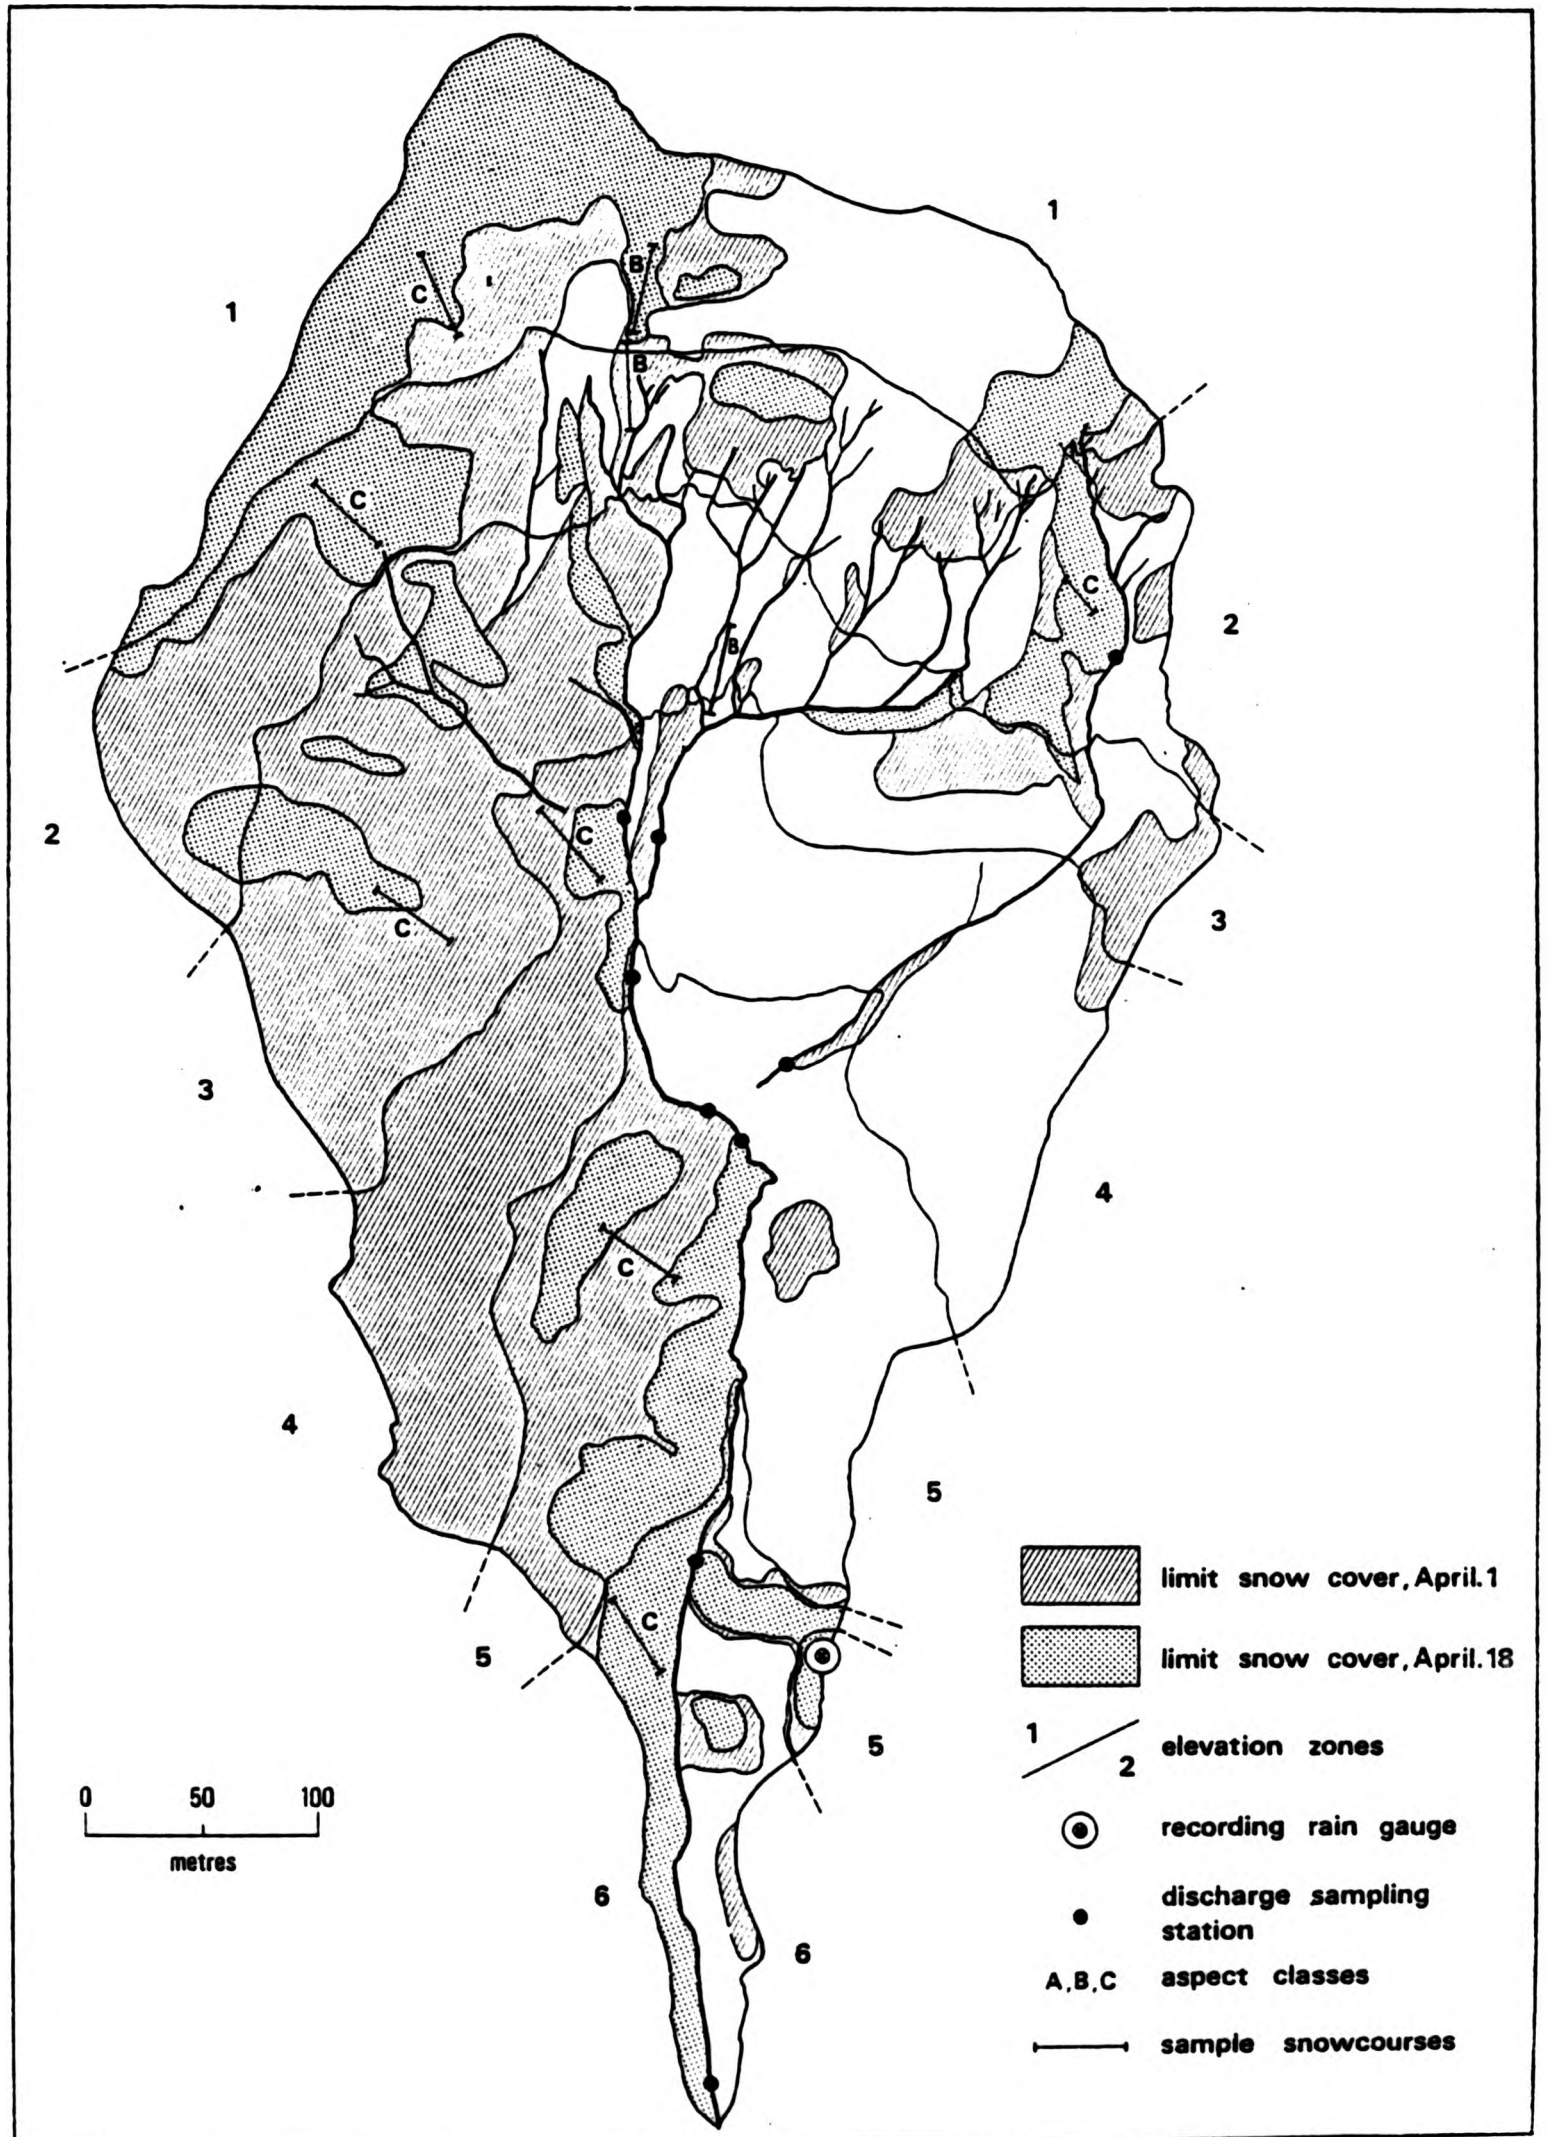 1
1
B
C
B
C
C
2
B
2
C
3
C
3
4
C
4
5
limit snow cover, April.1
limit snow cover, April.18
C
5
5
1
2
elevation zones
0 50 100
metres
recording rain gauge
6
discharge sampling
station
6
A,B,C aspect classes
sample snowcourses